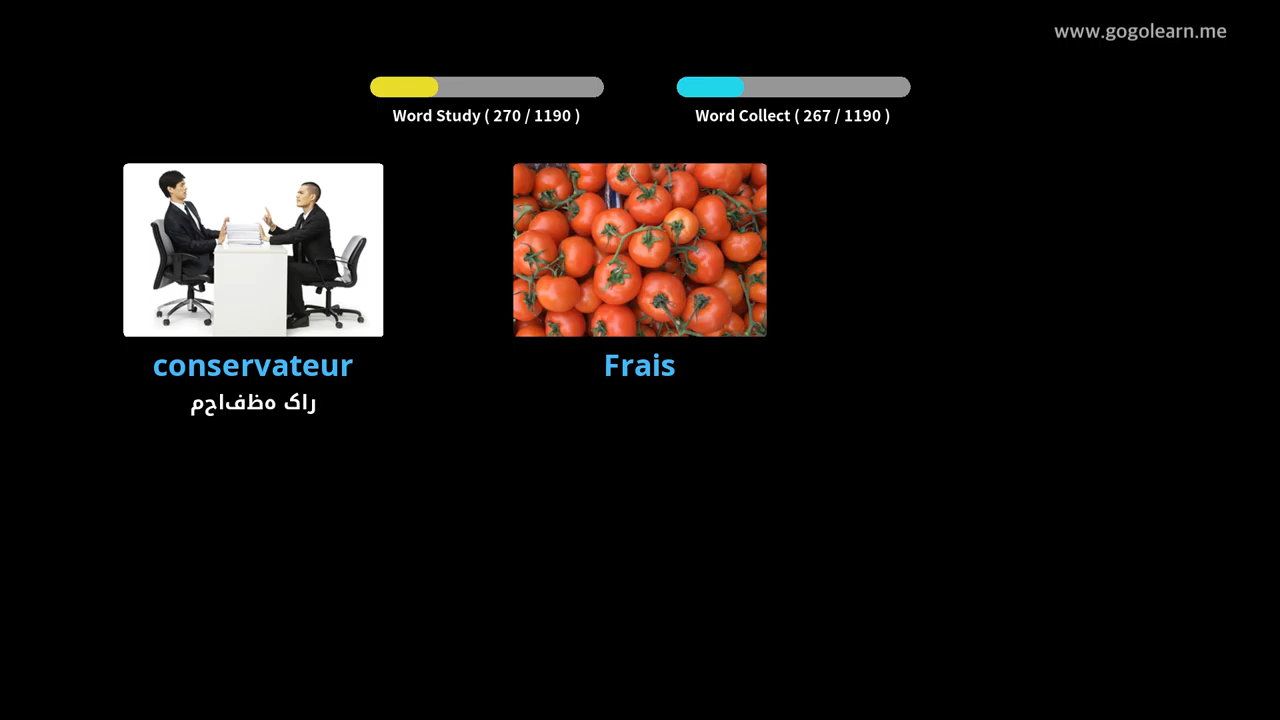 www.gogolearn.me
Word Study ( 270 / 1190 )
Word Collect ( 267 / 1190 )
conservateur
راک هظفاحم
Frais